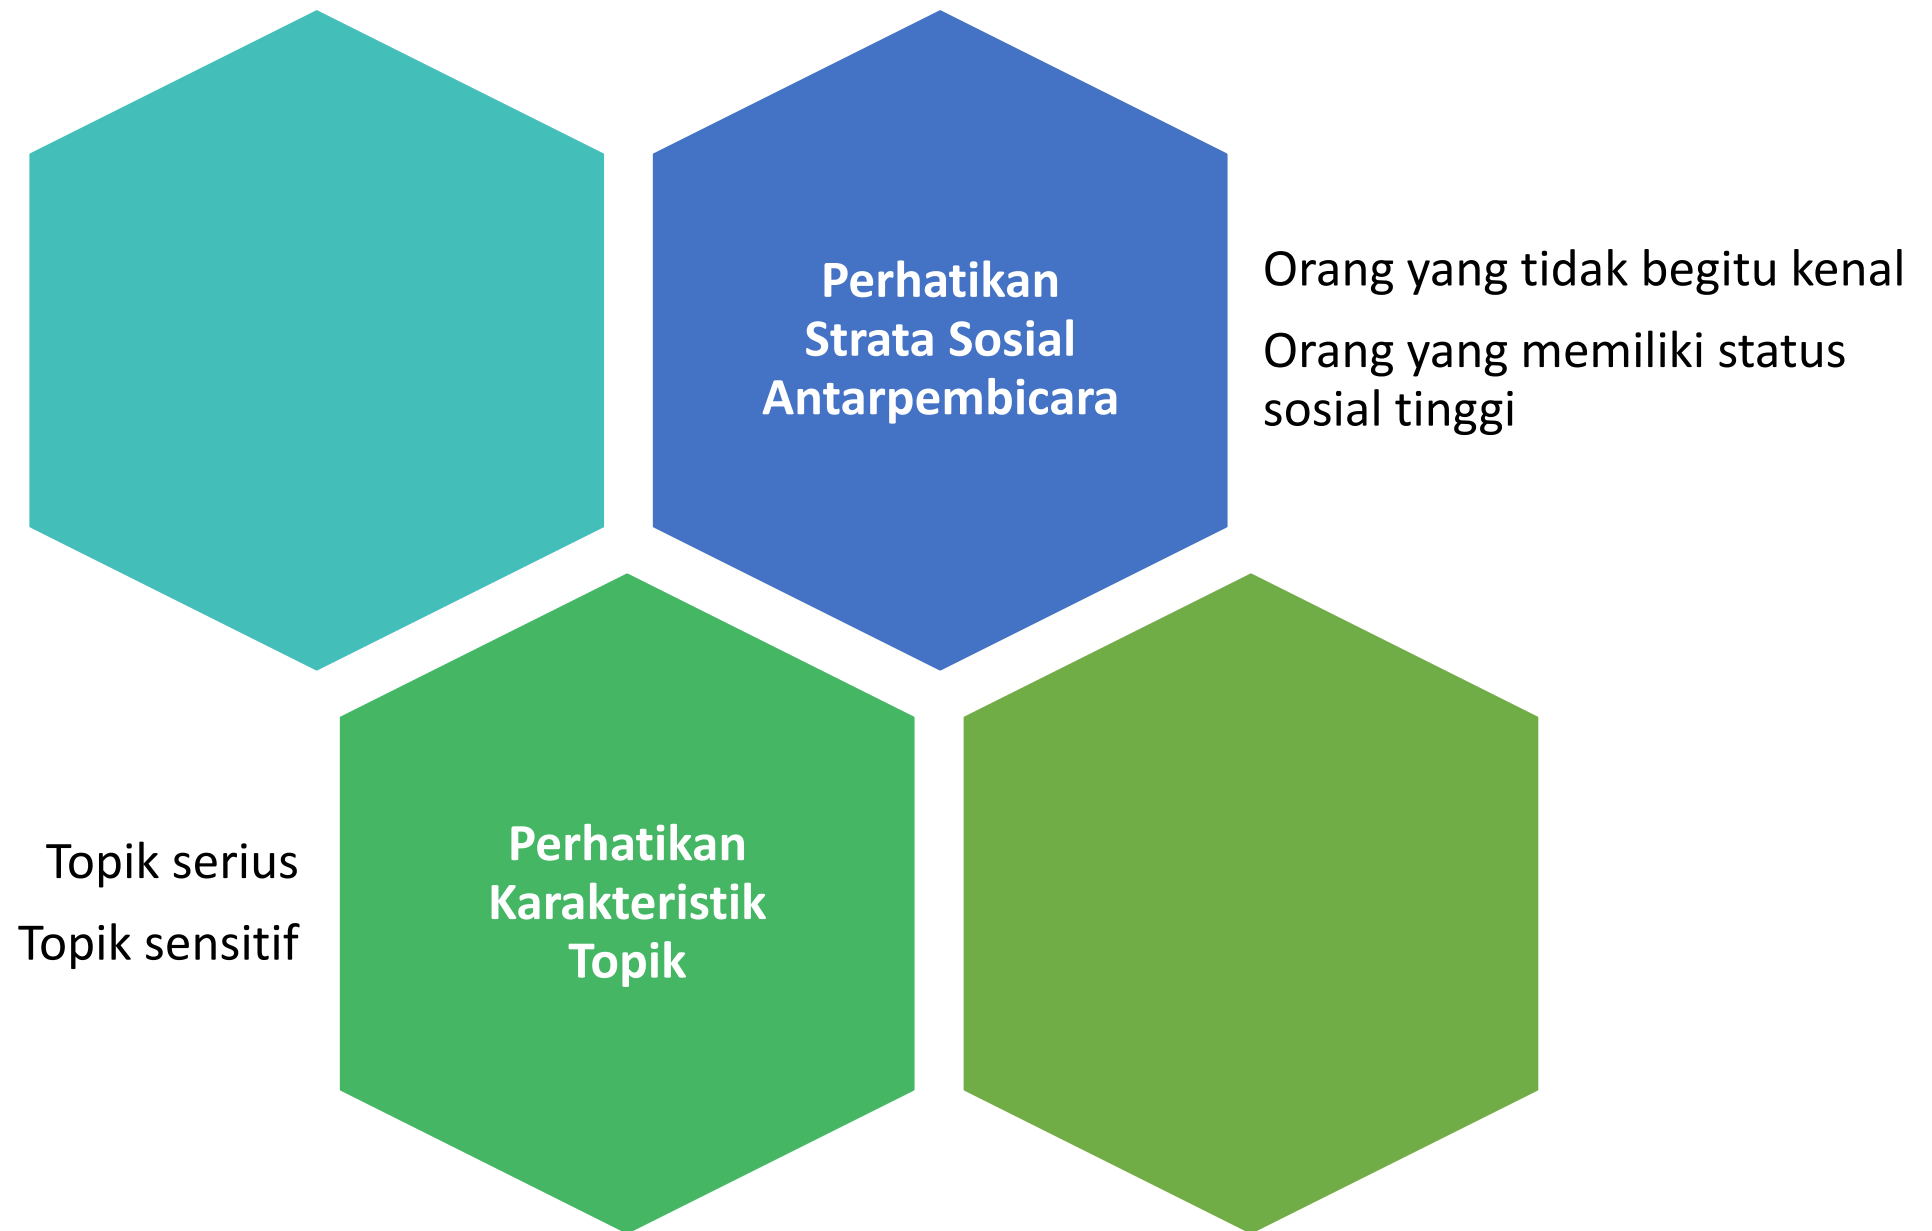 Perhatikan
Strata Sosial
Antarpembicara
Orang yang tidak begitu kenal
Orang yang memiliki status
sosial tinggi
Topik serius
Topik sensitif
Perhatikan
Karakteristik
Topik